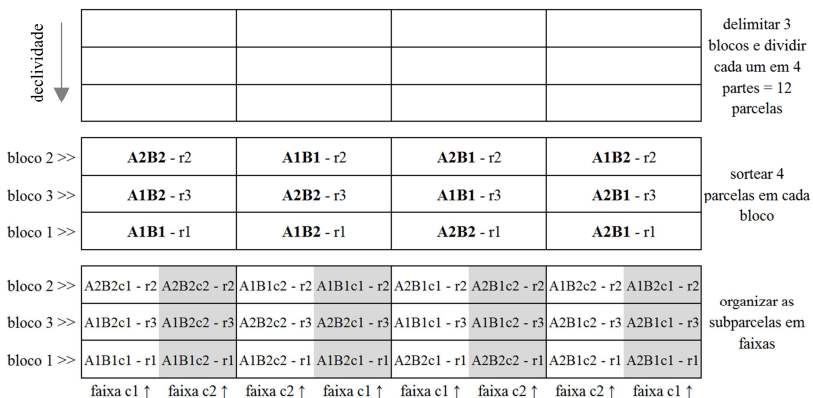 declividade
delimitar 3
blocos e dividir
cada um em 4
partes = 12
parcelas
bloco 2 >> A2B2 - r2 A1B1 - r2 A2B1 - r2 A1B2 - r2
bloco 3 >> A1B2 - r3 A2B2 - r3 A1B1 - r3 A2B1 - r3
bloco 1 >> A1B1 - r1 A1B2 - r1 A2B2 - r1 A2B1 - r1
sortear 4
parcelas em cada
bloco
bloco 2 >> A2B2c1 - r2 A2B2c2 - r2 A1B1c2 - r2 A1B1c1 - r2 A2B1c1 - r2 A2B1c2 - r2 A1B2c2 - r2 A1B2c1 - r2
bloco 3 >> A1B2c1 - r3 A1B2c2 - r3 A2B2c2 - r3 A2B2c1 - r3 A1B1c1 - r3 A1B1c2 - r3 A2B1c2 - r3 A2B1c1 - r3
bloco 1 >> A1B1c1 - r1 A1B1c2 - r1 A1B2c2 - r1 A1B2c1 - r1 A2B2c1 - r1 A2B2c2 - r1 A2B1c2 - r1 A2B1c1 - r1
organizar as
subparcelas em
faixas
faixa c1 ↑ faixa c2 ↑ faixa c2 ↑ faixa c1 ↑ faixa c1 ↑ faixa c2 ↑ faixa c2 ↑ faixa c1 ↑